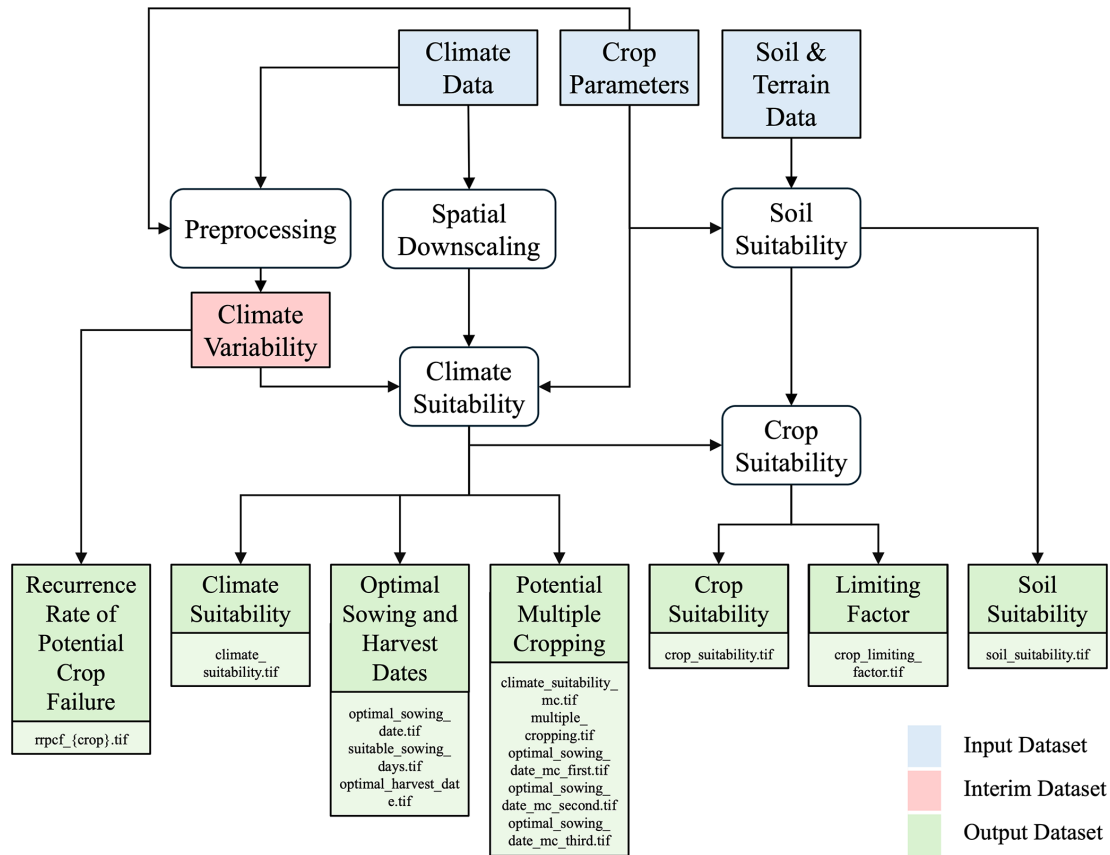 Climate
Data
Crop
Parameters
Soil &
Terrain
Data
Preprocessing
Spatial
Downscaling
Soil
Suitability
Climate
Variability
Climate
Suitability
Crop
Suitability
Recurrence
Rate of
Potential
Crop
Failure
rrpcf_{crop}.tif
Climate
Suitability
climate_
suitability.tif
Optimal
Sowing and
Harvest
Dates
optimal_sowing_
date.tif
suitable_sowing_
days.tif
optimal_harvest_dat
e.tif
Potential
Multiple
Cropping
climate_suitability_
mc.tif
multiple_
cropping.tif
optimal_sowing_
date_mc_first.tif
optimal_sowing_
date_mc_second.tif
optimal_sowing_
date_mc_third.tif
Crop
Suitability
crop_suitability.tif
Limiting
Factor
crop_limiting_
factor.tif
Soil
Suitability
soil_suitability.tif
Input Dataset
Interim Dataset
Output Dataset